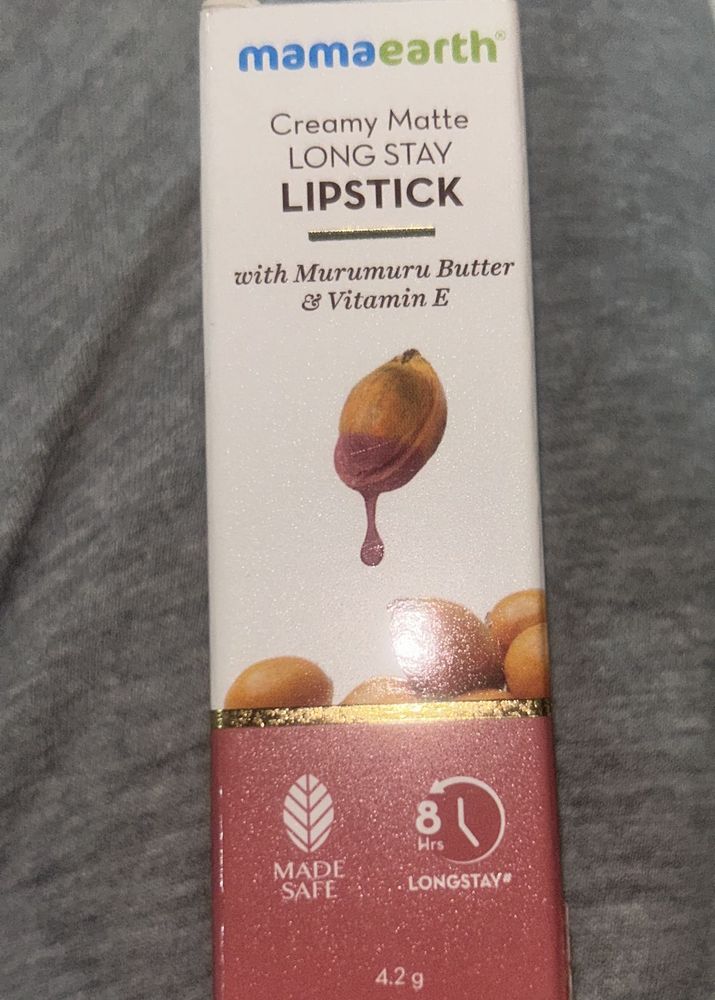 mamaearth®
Creamy Matte
LONG STAY
LIPSTICK
with Murumuru Butter
& Vitamin E
MADE
SAFE
8
Hrs
LONGSTAY#
4.2 g